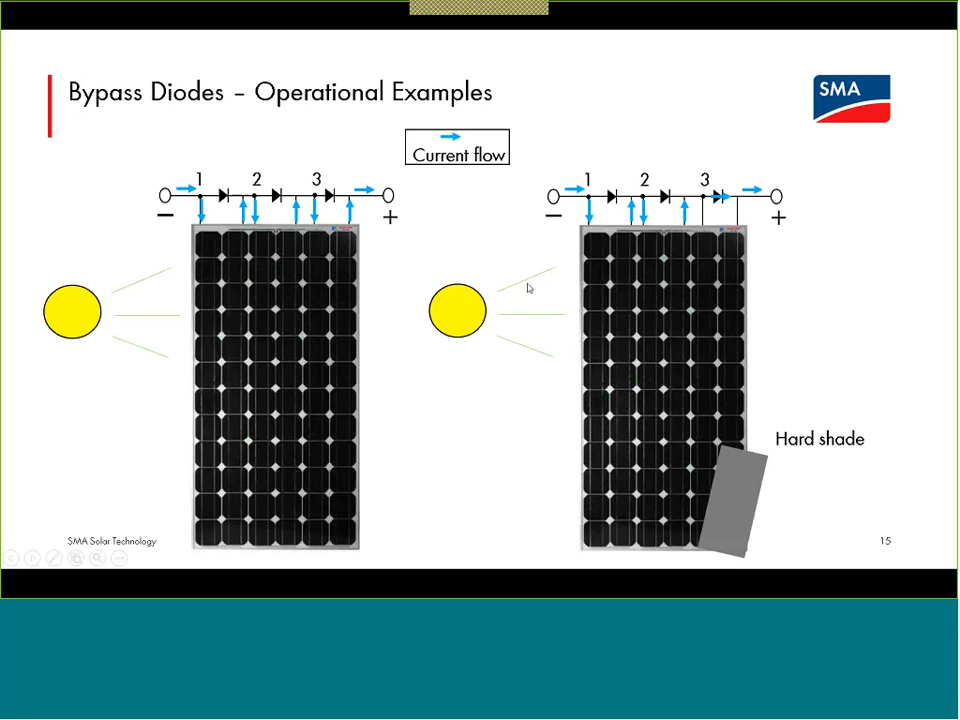 Bypass Diodes – Operational Examples
SMA
Current flow
1 2 3
− +
1 2 3
− +
Hard shade
SMA Solar Technology
15